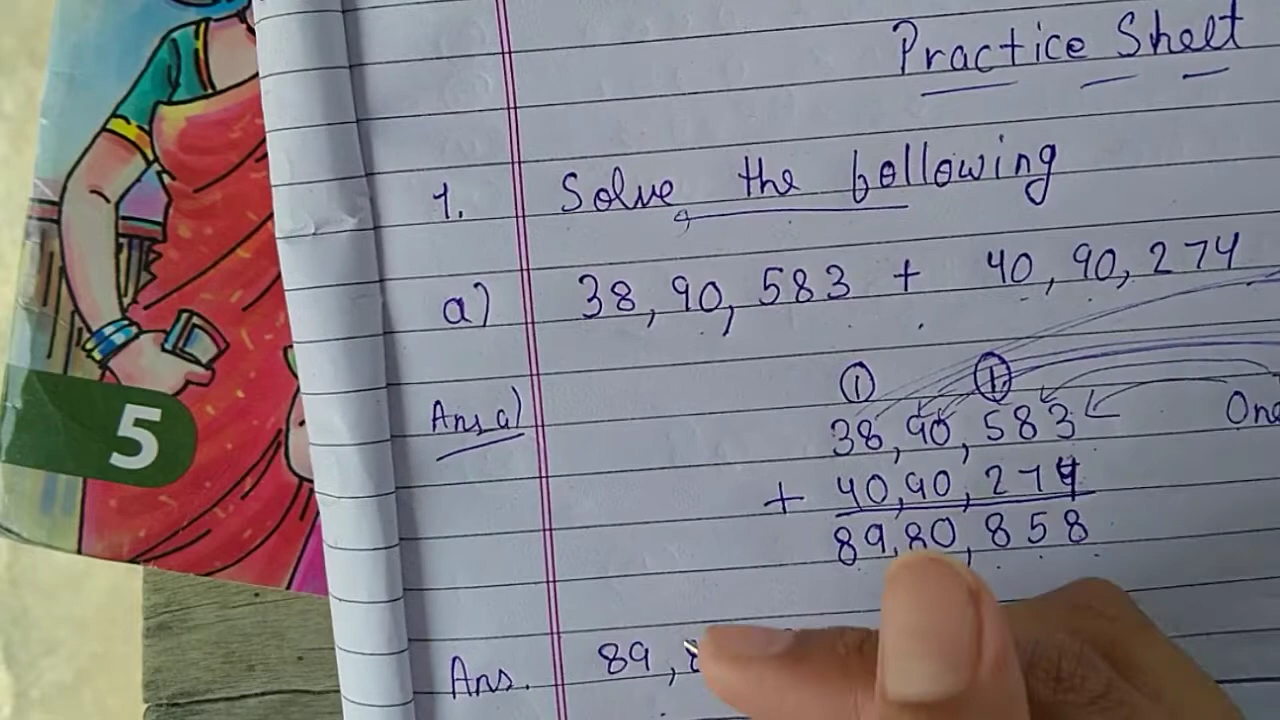 Practice Sheet
1. Solve the following
a) 38,90,583 + 40,90,274
① ①
Ans a) 38,90,583
+ 40,90,274
89,80,858
Ans. 89,
5